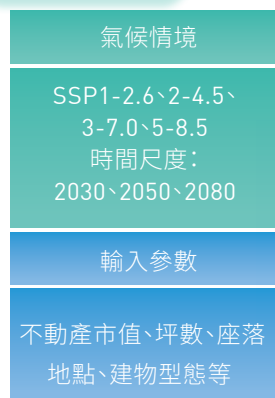 氣候情境
SSP1-2.6、2-4.5、
3-7.0、5-8.5
時間尺度：
2030、2050、2080
輸入參數
不動產市值、坪數、座落
地點、建物型態等